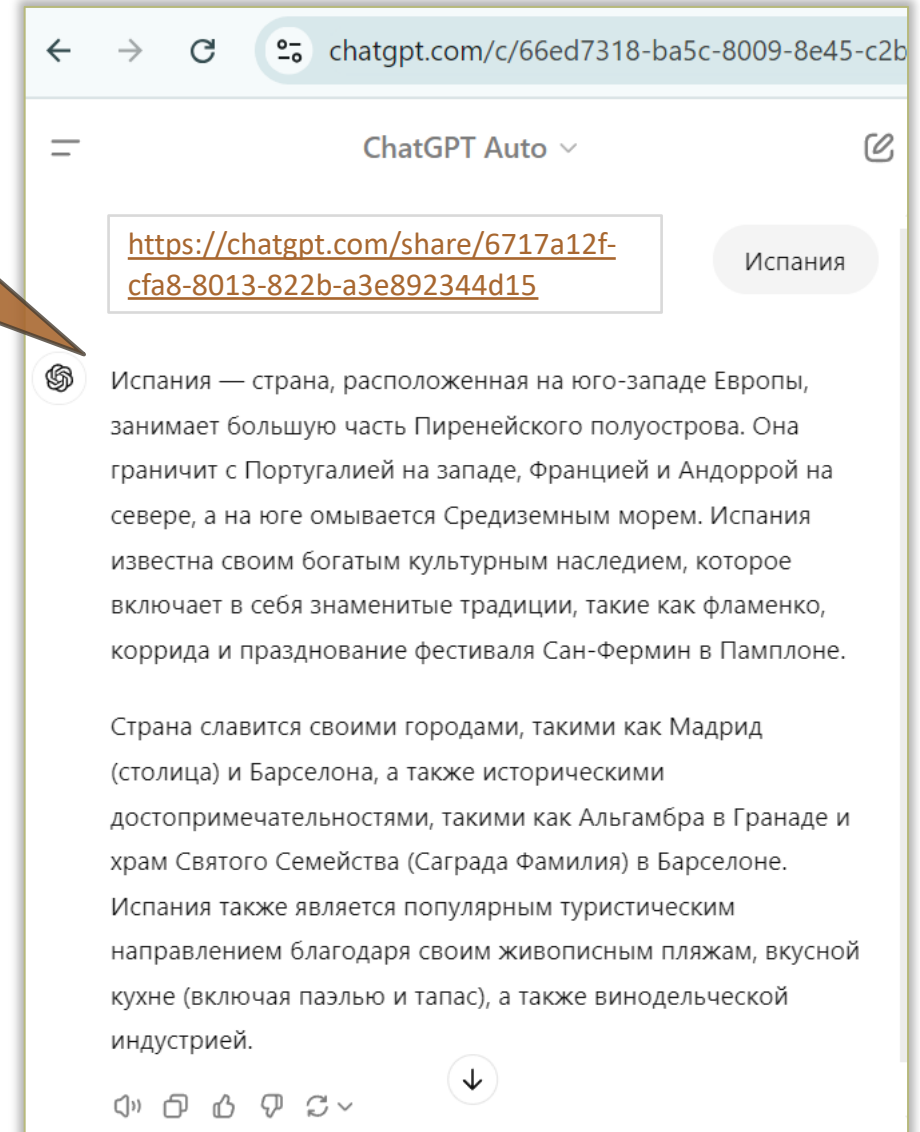 chatgpt.com/c/66ed7318-ba5c-8009-8e45-c2b
ChatGPT Auto
https://chatgpt.com/share/6717a12f-
cfa8-8013-822b-a3e892344d15
Испания
Испания — страна, расположенная на юго-западе Европы,
занимает большую часть Пиренейского полуострова. Она
граничит с Португалией на западе, Францией и Андоррой на
севере, а на юге омывается Средиземным морем. Испания
известна своим богатым культурным наследием, которое
включает в себя знаменитые традиции, такие как фламенко,
коррида и празднование фестиваля Сан-Фермин в Памплоне.
Страна славится своими городами, такими как Мадрид
(столица) и Барселона, а также историческими
достопримечательностями, такими как Альгамбра в Гранаде и
храм Святого Семейства (Саграда Фамилия) в Барселоне.
Испания также является популярным туристическим
направлением благодаря своим живописным пляжам, вкусной
кухне (включая паэлью и тапас), а также винодельческой
индустрией.